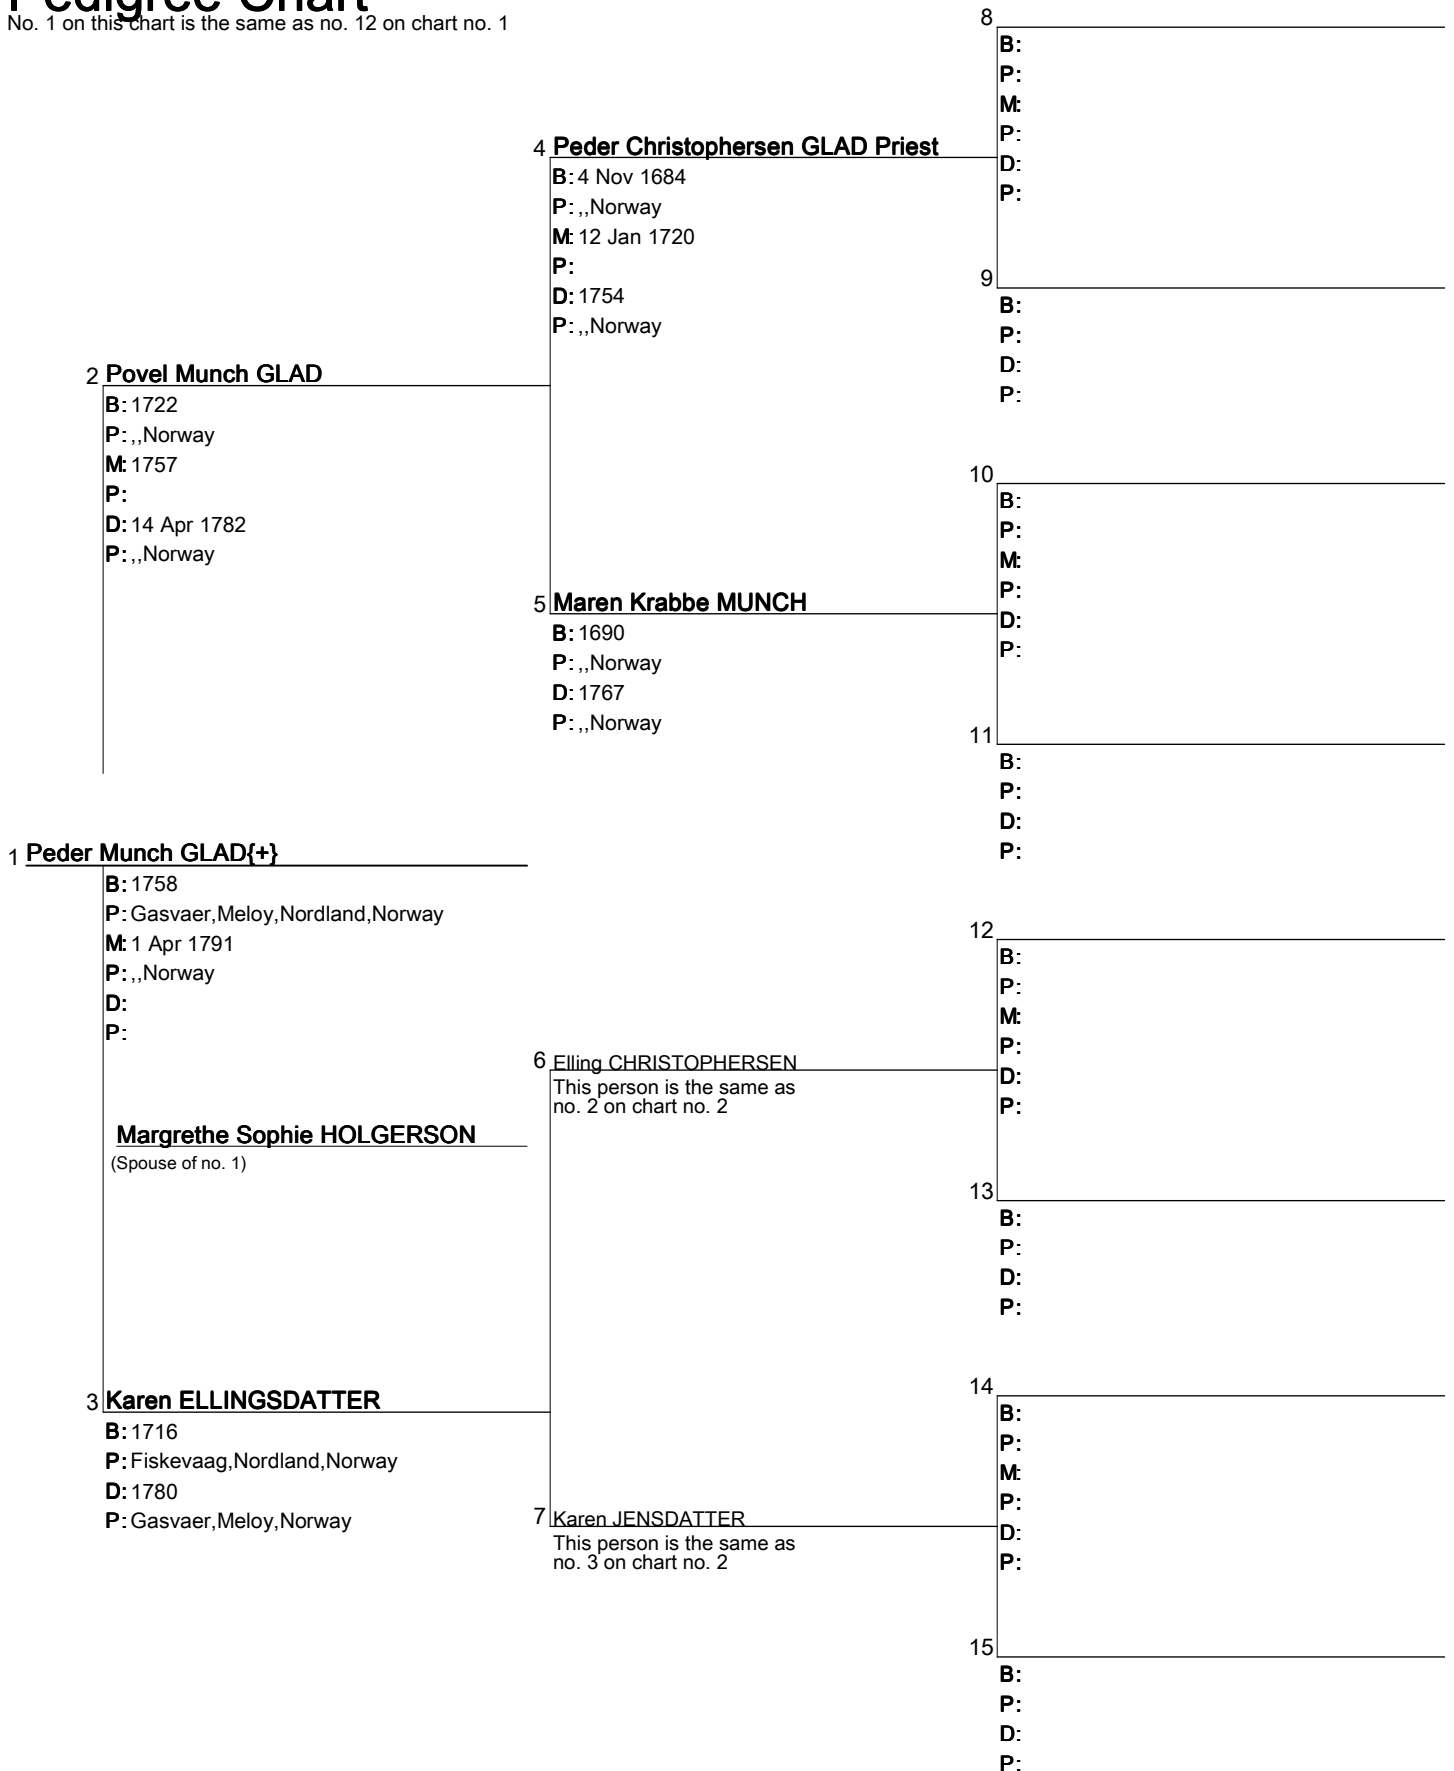 Pedigree Chart
No. 1 on this chart is the same as no. 12 on chart no. 1
8
B:
P:
M:
P:
D:
P:
4 Peder Christophersen GLAD Priest
B: 4 Nov 1684
P: ,,Norway
M: 12 Jan 1720
P:
D: 1754
P: ,,Norway
9
B:
P:
D:
P:
2 Povel Munch GLAD
B: 1722
P: ,,Norway
M: 1757
P:
D: 14 Apr 1782
P: ,,Norway
10
B:
P:
M:
P:
D:
P:
5 Maren Krabbe MUNCH
B: 1690
P: ,,Norway
D: 1767
P: ,,Norway
11
B:
P:
D:
P:
1 Peder Munch GLAD{+}
B: 1758
P: Gasvaer,Meloy,Nordland,Norway
M: 1 Apr 1791
P: ,,Norway
D:
P:
Margrethe Sophie HOLGERSON
(Spouse of no. 1)
12
B:
P:
M:
P:
D:
P:
6 Elling CHRISTOPHERSEN
This person is the same as
no. 2 on chart no. 2
13
B:
P:
D:
P:
3 Karen ELLINGSDATTER
B: 1716
P: Fiskevaag,Nordland,Norway
D: 1780
P: Gasvaer,Meloy,Norway
14
B:
P:
M:
P:
D:
P:
7 Karen JENSDATTER
This person is the same as
no. 3 on chart no. 2
15
B:
P:
D:
P: